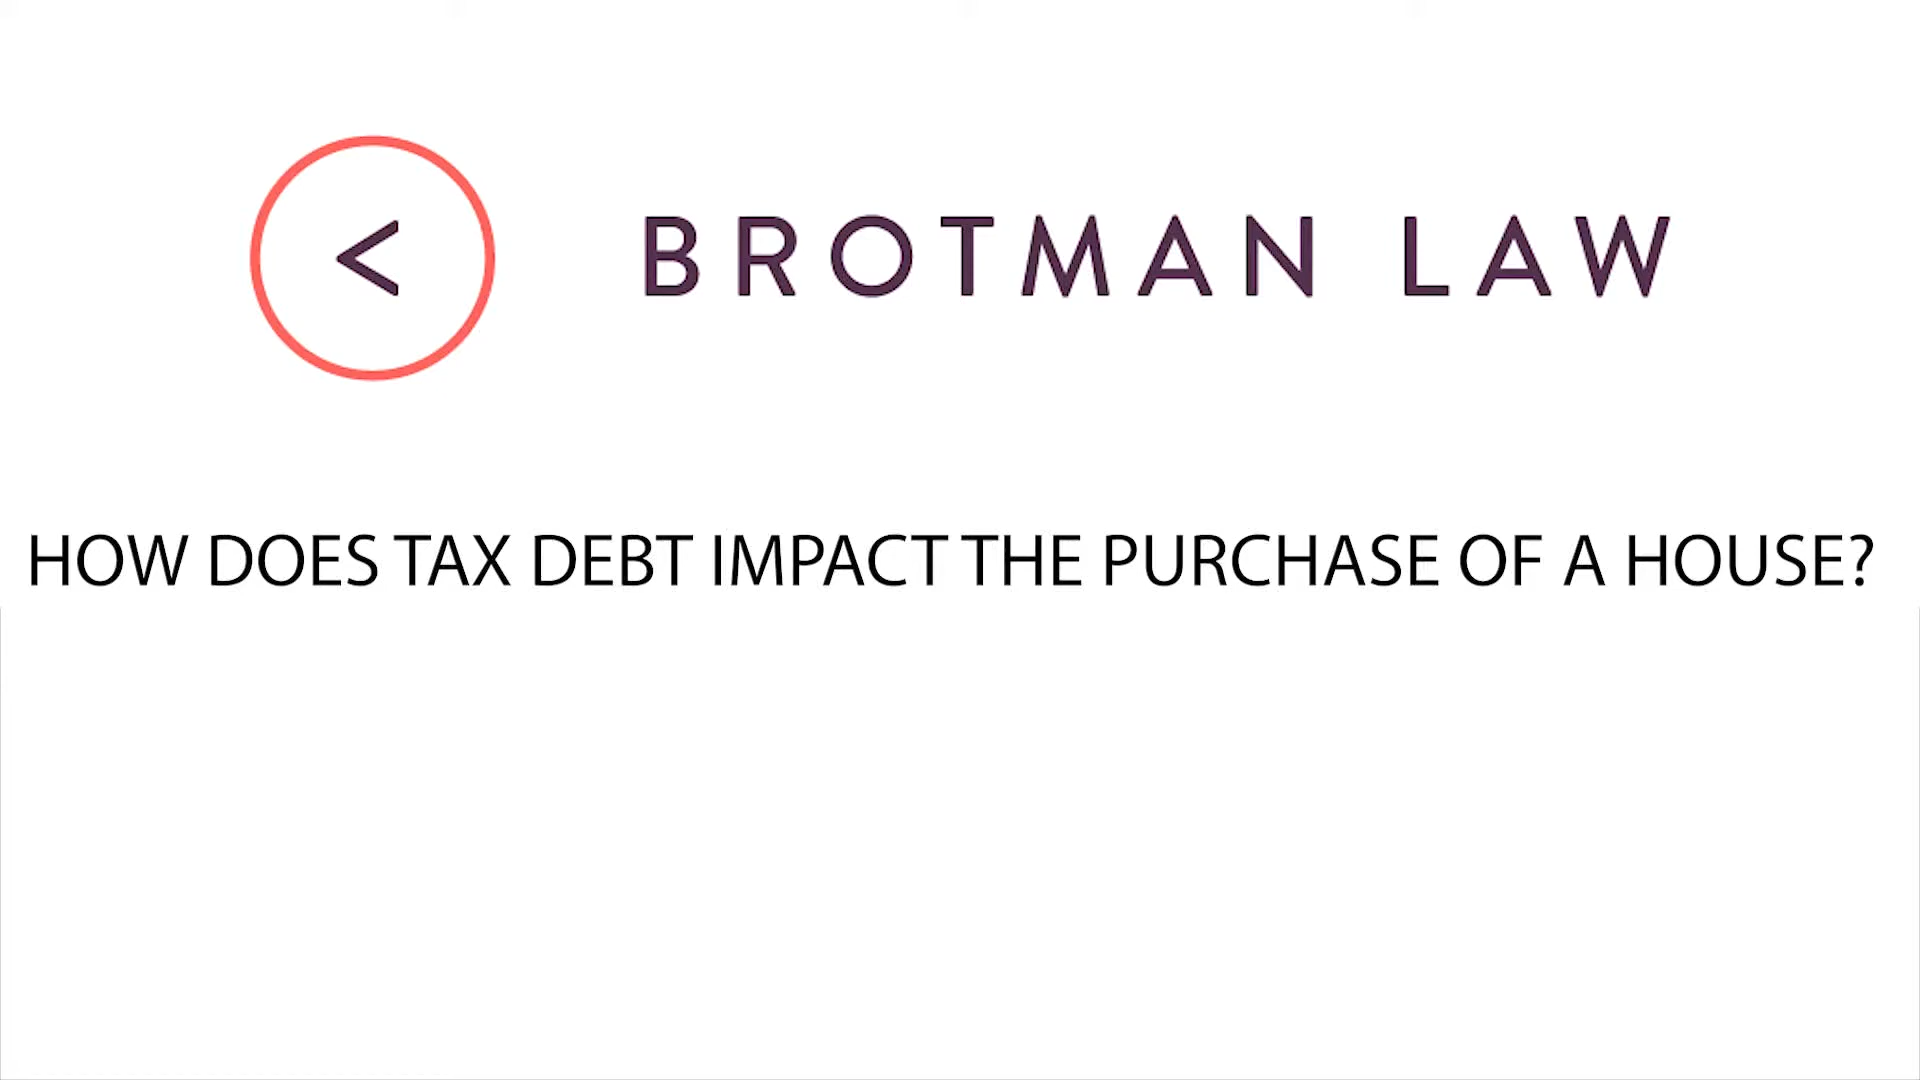 BROTMAN LAW
HOW DOES TAX DEBT IMPACT THE PURCHASE OF A HOUSE?